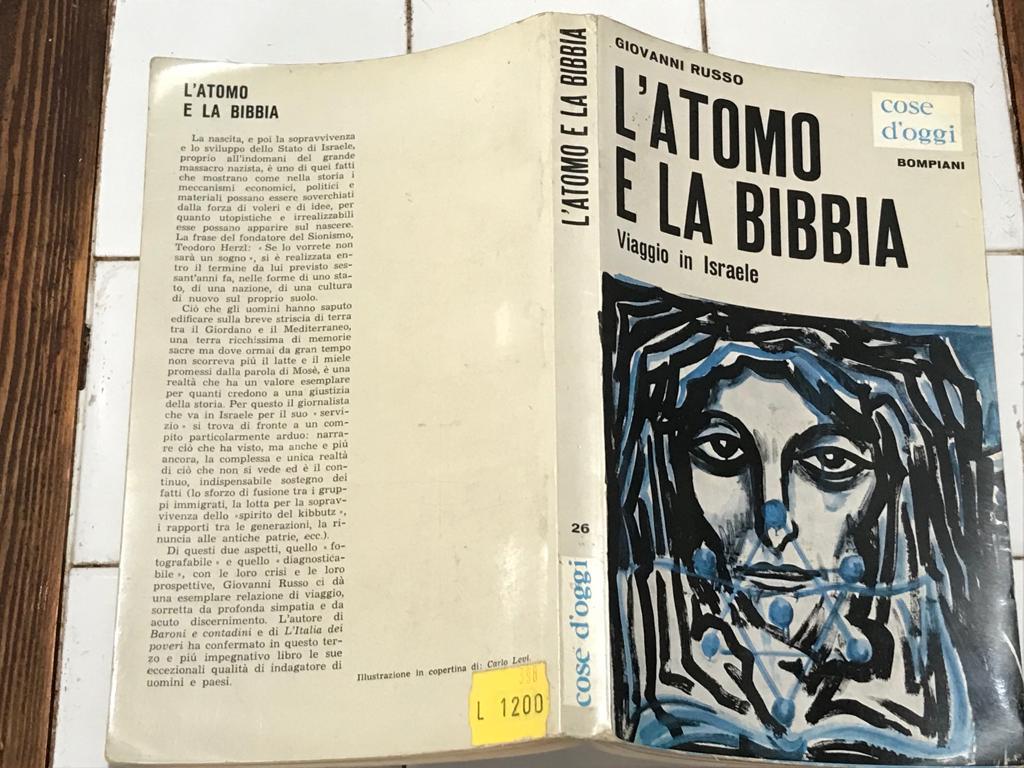 L'ATOMO
E LA BIBBIA
La nascita, e poi la sopravvivenza
e lo sviluppo dello Stato di Israele,
proprio all'indomani del grande
massacro nazista, è uno di quei fatti
che mostrano come nella storia i
meccanismi economici, politici e
materiali possano essere soverchiati
dalla forza di voleri e di idee, per
quanto utopistiche e irrealizzabili
esse possano apparire sul nascere.
La frase del fondatore del Sionismo,
Teodoro Herzl: « Se lo vorrete non
sarà un sogno », si è realizzata en-
tro il termine da lui previsto ses-
sant'anni fa, nelle forme di uno sta-
to, di una nazione, di una cultura
di nuovo sul proprio suolo.
Ciò che gli uomini hanno saputo
edificare sulla breve striscia di terra
tra il Giordano e il Mediterraneo,
una terra ricchissima di memorie
sacre ma dove ormai da gran tempo
non scorreva più il latte e il miele
promessi dalla parola di Mosè, è una
realtà che ha un valore esemplare
per quanti credono a una giustizia
della storia. Per questo il giornalista
che va in Israele per il suo « servi-
zio » si trova di fronte a un com-
pito particolarmente arduo: narra-
re ciò che ha visto, ma anche e più
ancora, la complessa e unica realtà
di ciò che non si vede ed è il con-
tinuo, indispensabile sostegno dei
fatti (lo sforzo di fusione tra i grup-
pi immigrati, la lotta per la soprav-
vivenza dello «spirito del kibbutz »,
i rapporti tra le generazioni, la ri-
nuncia alle antiche patrie, ecc.).
Di questi due aspetti, quello « fo-
tografabile » e quello « diagnostica-
bile », con le loro crisi e le loro
prospettive, Giovanni Russo ci dà
una esemplare relazione di viaggio,
sorretta da profonda simpatia e da
acuto discernimento. L'autore di
Baroni e contadini e di L'Italia dei
poveri ha confermato in questo ter-
zo e più impegnativo libro le sue
eccezionali qualità di indagatore di
uomini e paesi.
Illustrazione in copertina di: Carlo Levi.
L 1200
L'ATOMO E LA BIBBIA
26
cose d'oggi
GIOVANNI RUSSO
L'ATOMO
E LA BIBBIA
Viaggio in Israele
cose
d'oggi
BOMPIANI